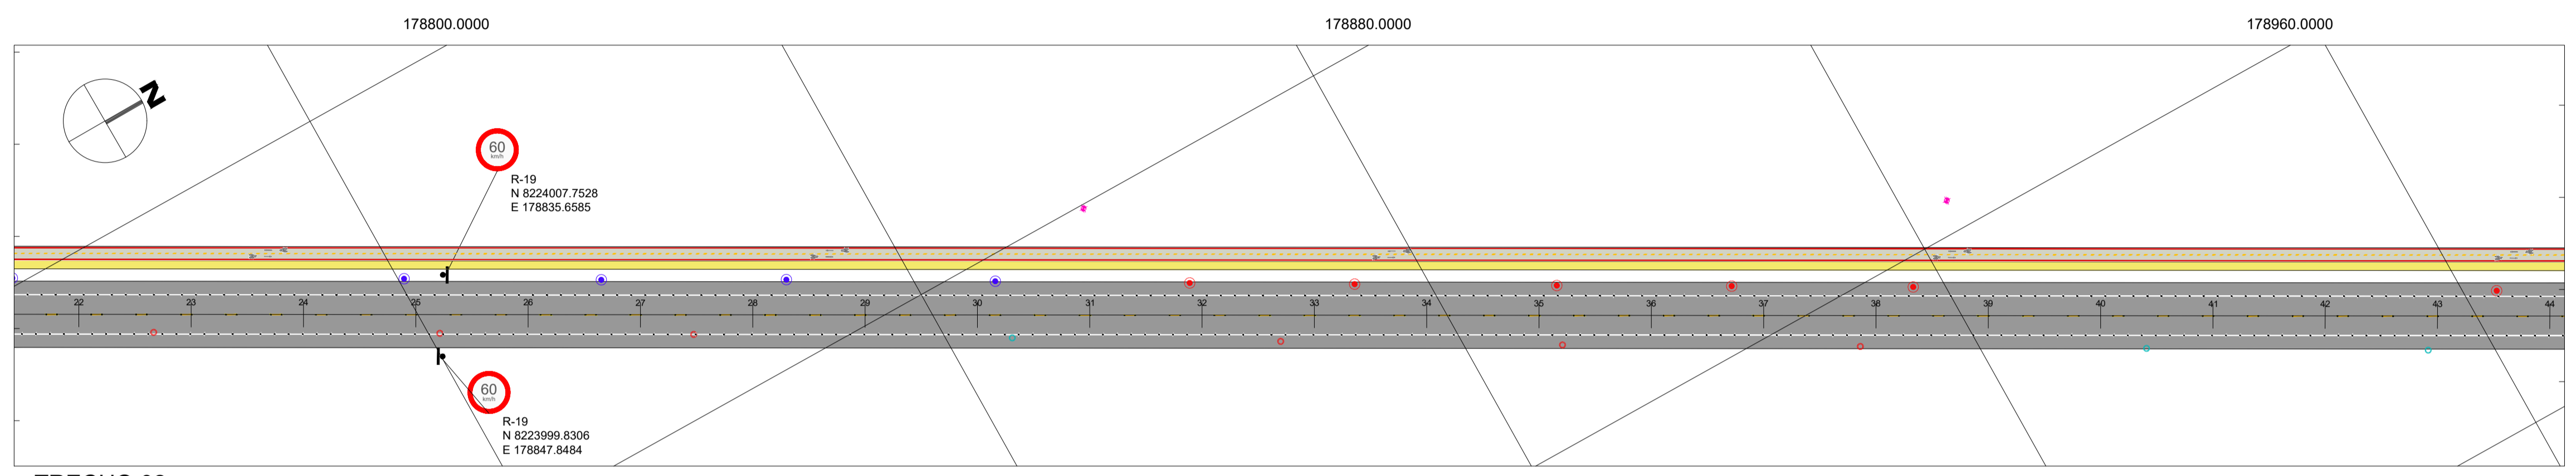 178800.0000
178880.0000
178960.0000
N
60
km/h
R-19
N 8224007.7528
E 178835.6585
22 23 24 25 26 27 28 29 30 31 32 33 34 35 36 37 38 39 40 41 42 43 44
60
km/h
R-19
N 8223999.8306
E 178847.8484